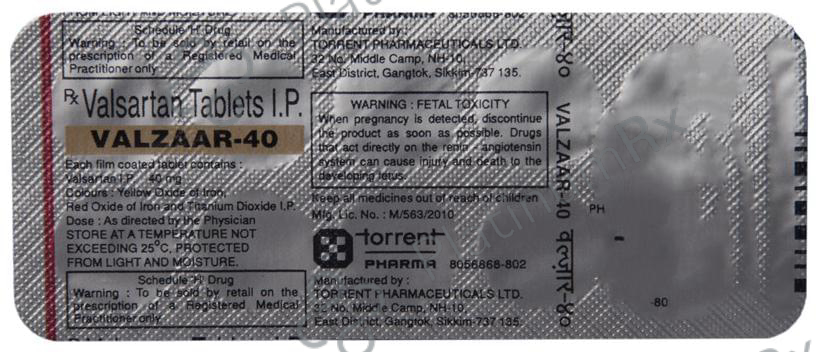 FROM LIGHT AND MOISTURE.
Schedule 'H' Drug
Warning : To be sold by retail on the
prescription of a Registered Medical
Practitioner only
Rx Valsartan Tablets I.P.
VALZAAR-40
Each film coated tablet contains :
Valsartan I.P. 40 mg
Colours : Yellow Oxide of Iron,
Red Oxide of Iron and Titanium Dioxide I.P.
Dose : As directed by the Physician
STORE AT A TEMPERATURE NOT
EXCEEDING 25°C, PROTECTED
FROM LIGHT AND MOISTURE.
Schedule 'H' Drug
Warning : To be sold by retail on the
prescription of a Registered Medical
Practitioner only
PHARMA 8056868-802
Manufactured by :
TORRENT PHARMACEUTICALS LTD.
32 No. Middle Camp, NH-10,
East District, Gangtok, Sikkim-737 135.
WARNING : FETAL TOXICITY
When pregnancy is detected, discontinue
the product as soon as possible. Drugs
that act directly on the renin - angiotensin
system can cause injury and death to the
developing fetus.
Keep all medicines out of reach of children
Mfg. Lic. No. : M/563/2010
torrent
PHARMA 8056868-802
Manufactured by :
TORRENT PHARMACEUTICALS LTD.
32 No. Middle Camp, NH-10,
East District, Gangtok, Sikkim-737 135.
VALZAAR-40 वल्ज़ार-४०
PH
-80